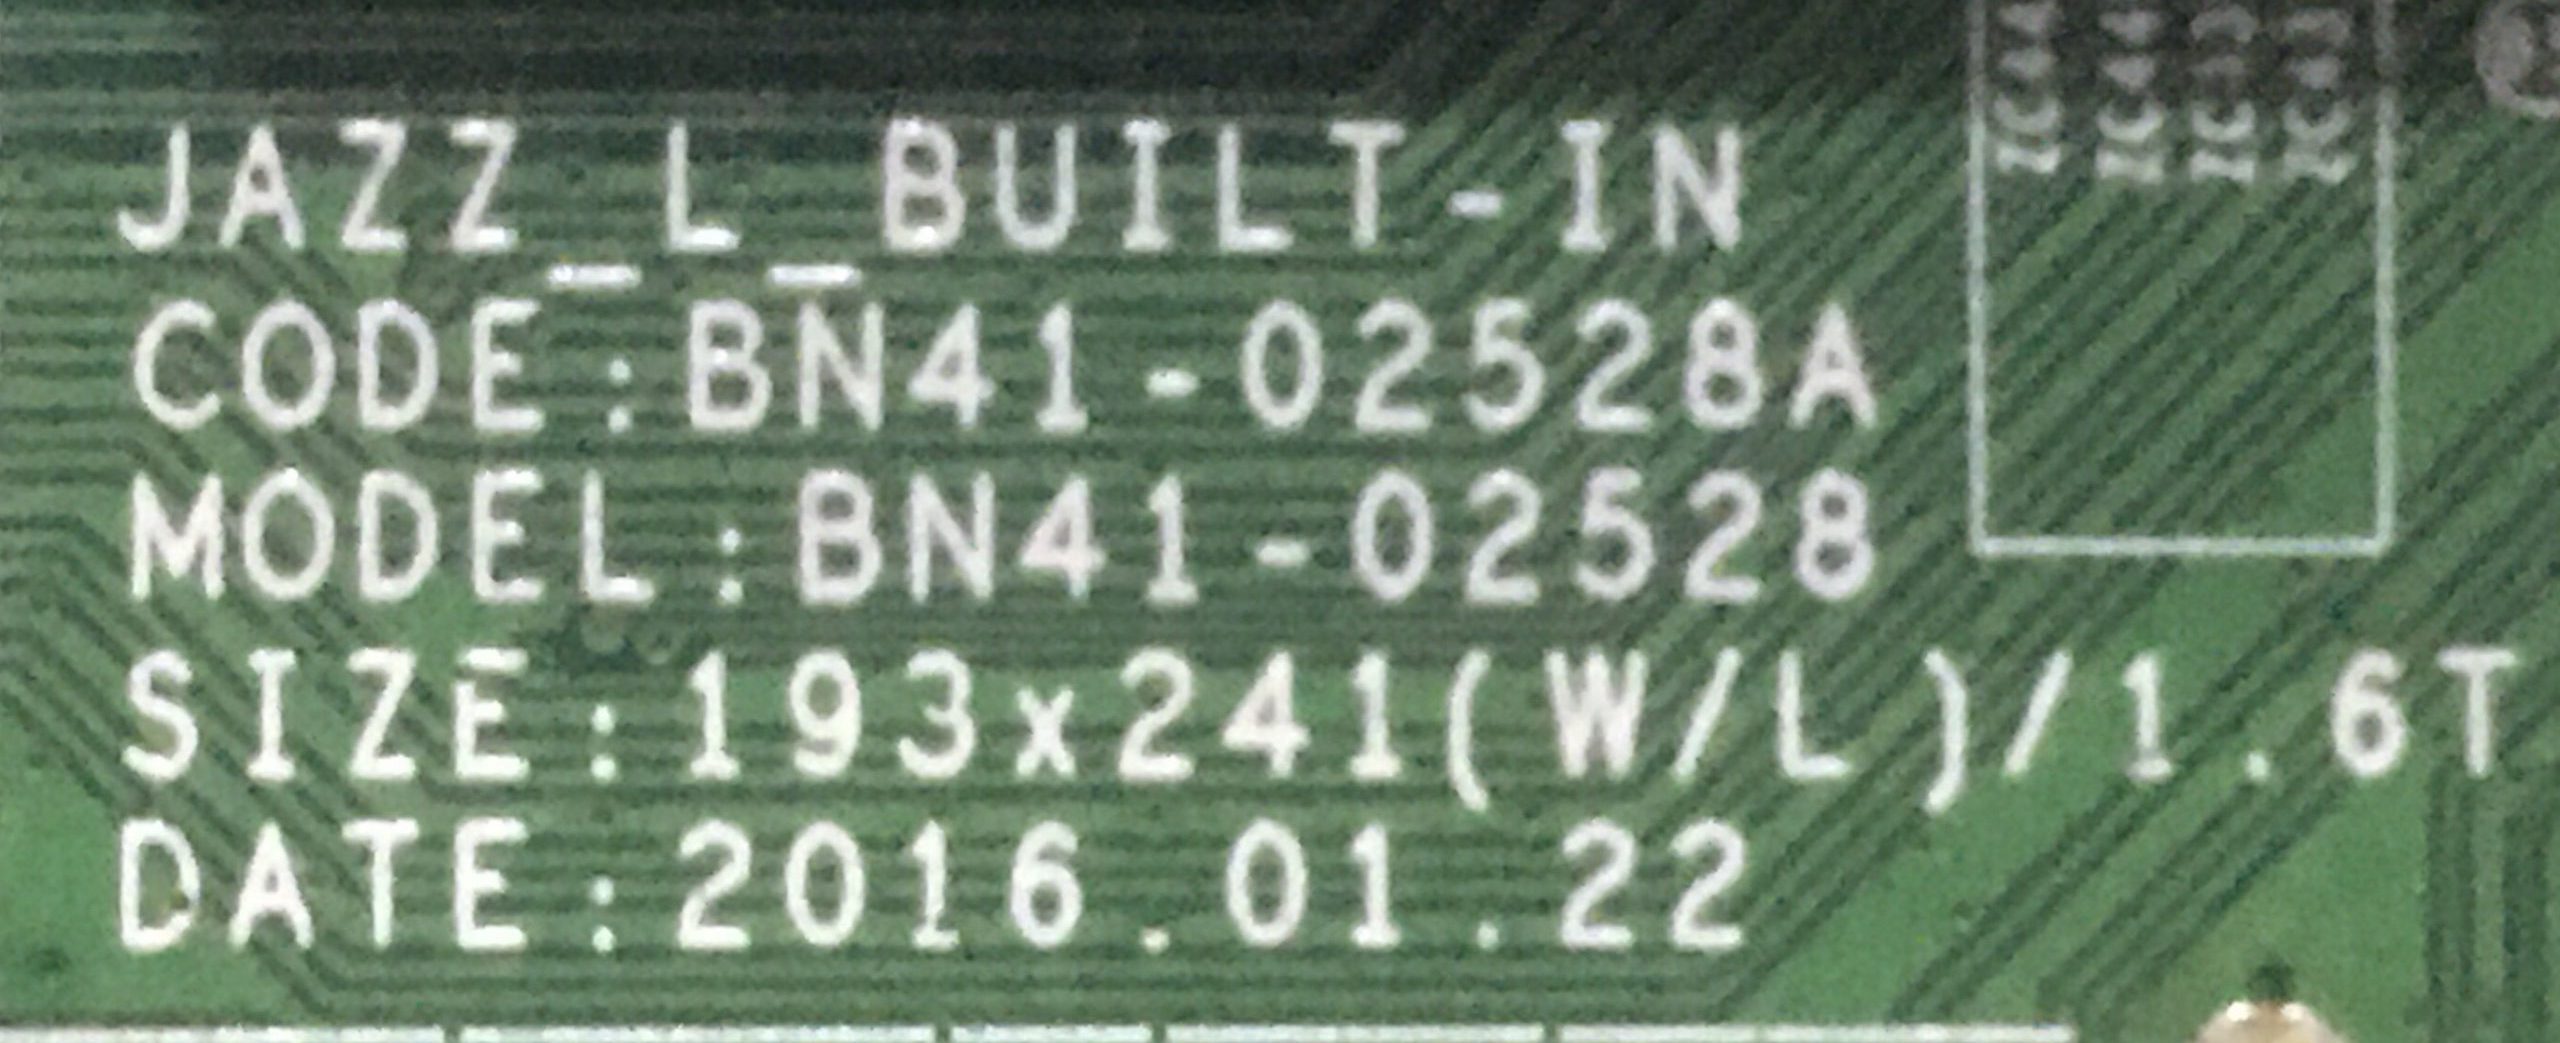 JAZZ_L_BUILT-IN
CODE:BN41-02528A
MODEL:BN41-02528
SIZE:193x241(W/L)/1.6T
DATE:2016.01.22